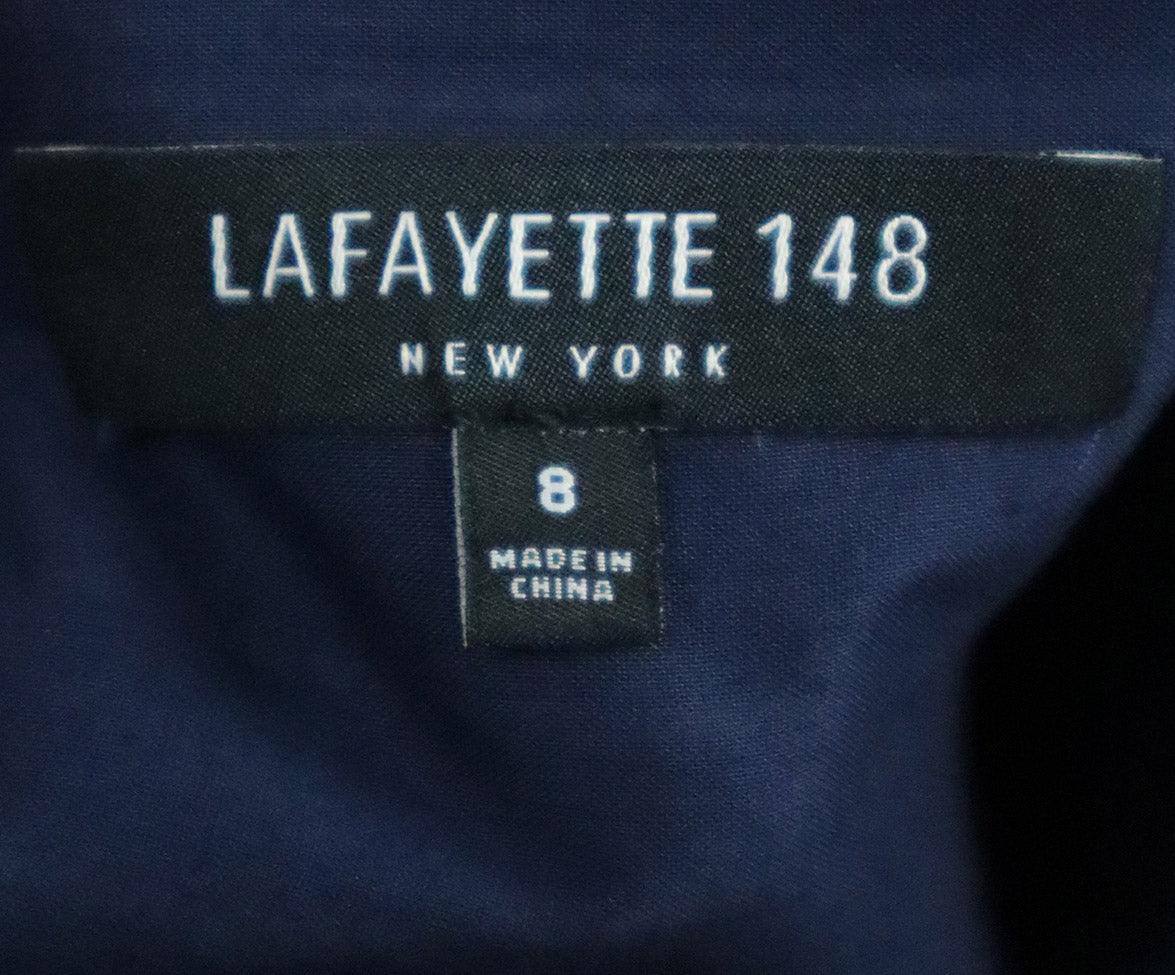 LAFAYETTE 148
NEW YORK
8
MADE IN
CHINA